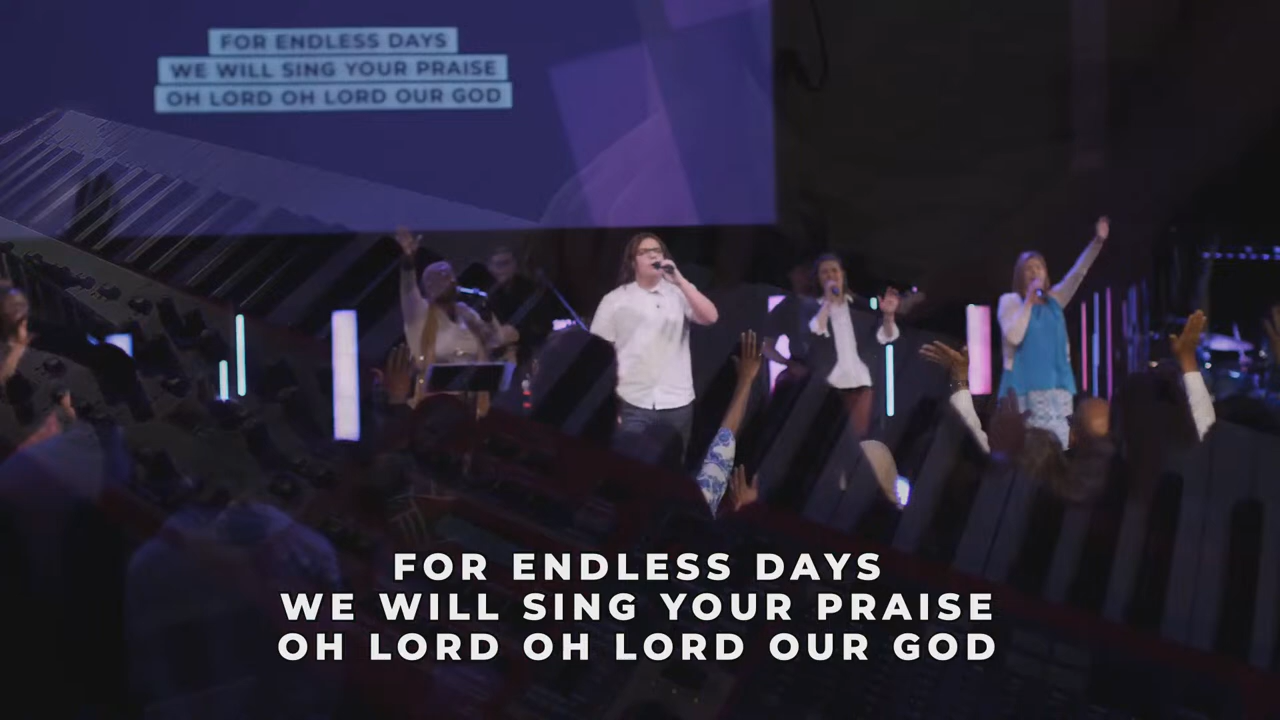 FOR ENDLESS DAYS
WE WILL SING YOUR PRAISE
OH LORD OH LORD OUR GOD
FOR ENDLESS DAYS
WE WILL SING YOUR PRAISE
OH LORD OH LORD OUR GOD